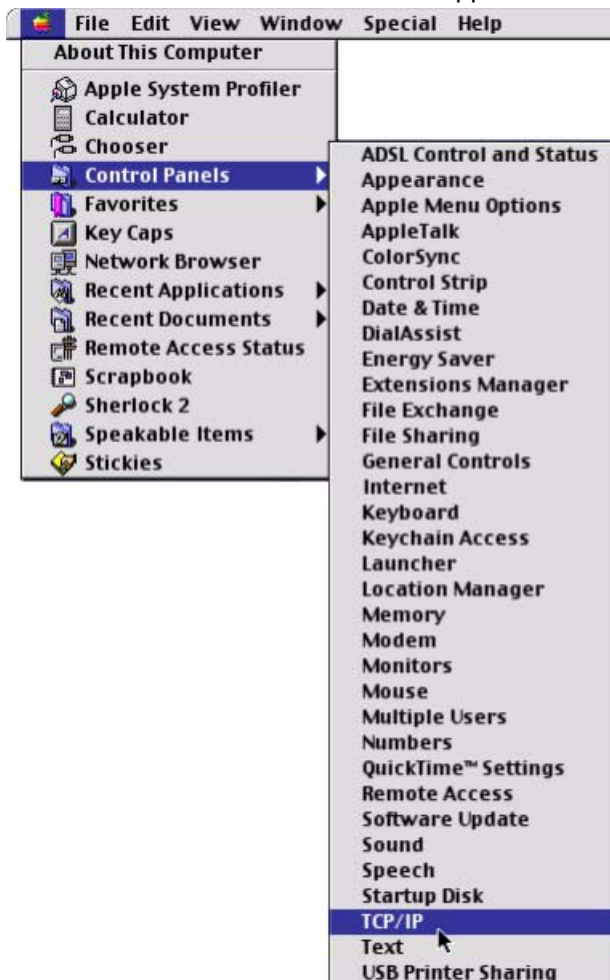 File Edit View Window Special Help
About This Computer
Apple System Profiler
Calculator
Chooser
Control Panels
Favorites
Key Caps
Network Browser
Recent Applications
Recent Documents
Remote Access Status
Scrapbook
Sherlock 2
Speakable Items
Stickies
ADSL Control and Status
Appearance
Apple Menu Options
AppleTalk
ColorSync
Control Strip
Date & Time
DialAssist
Energy Saver
Extensions Manager
File Exchange
File Sharing
General Controls
Internet
Keyboard
Keychain Access
Launcher
Location Manager
Memory
Modem
Monitors
Mouse
Multiple Users
Numbers
QuickTime™ Settings
Remote Access
Software Update
Sound
Speech
Startup Disk
TCP/IP
Text
USB Printer Sharing